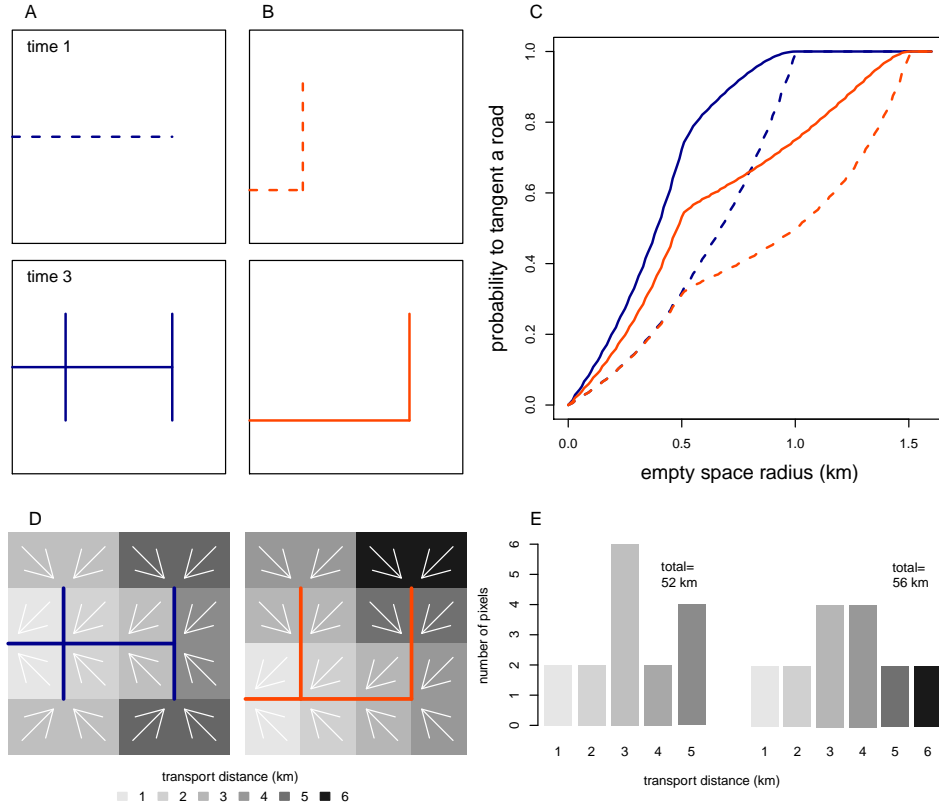 A
B
time 1
time 3
C
probability to tangent a road
1.0
0.8
0.6
0.4
0.2
0.0
0.0 0.5 1.0 1.5
empty space radius (km)
D
transport distance (km)
1 2 3 4 5 6
E
number of pixels
6
5
4
3
2
1
0
total=
52 km
total=
56 km
1 2 3 4 5 1 2 3 4 5 6
transport distance (km)